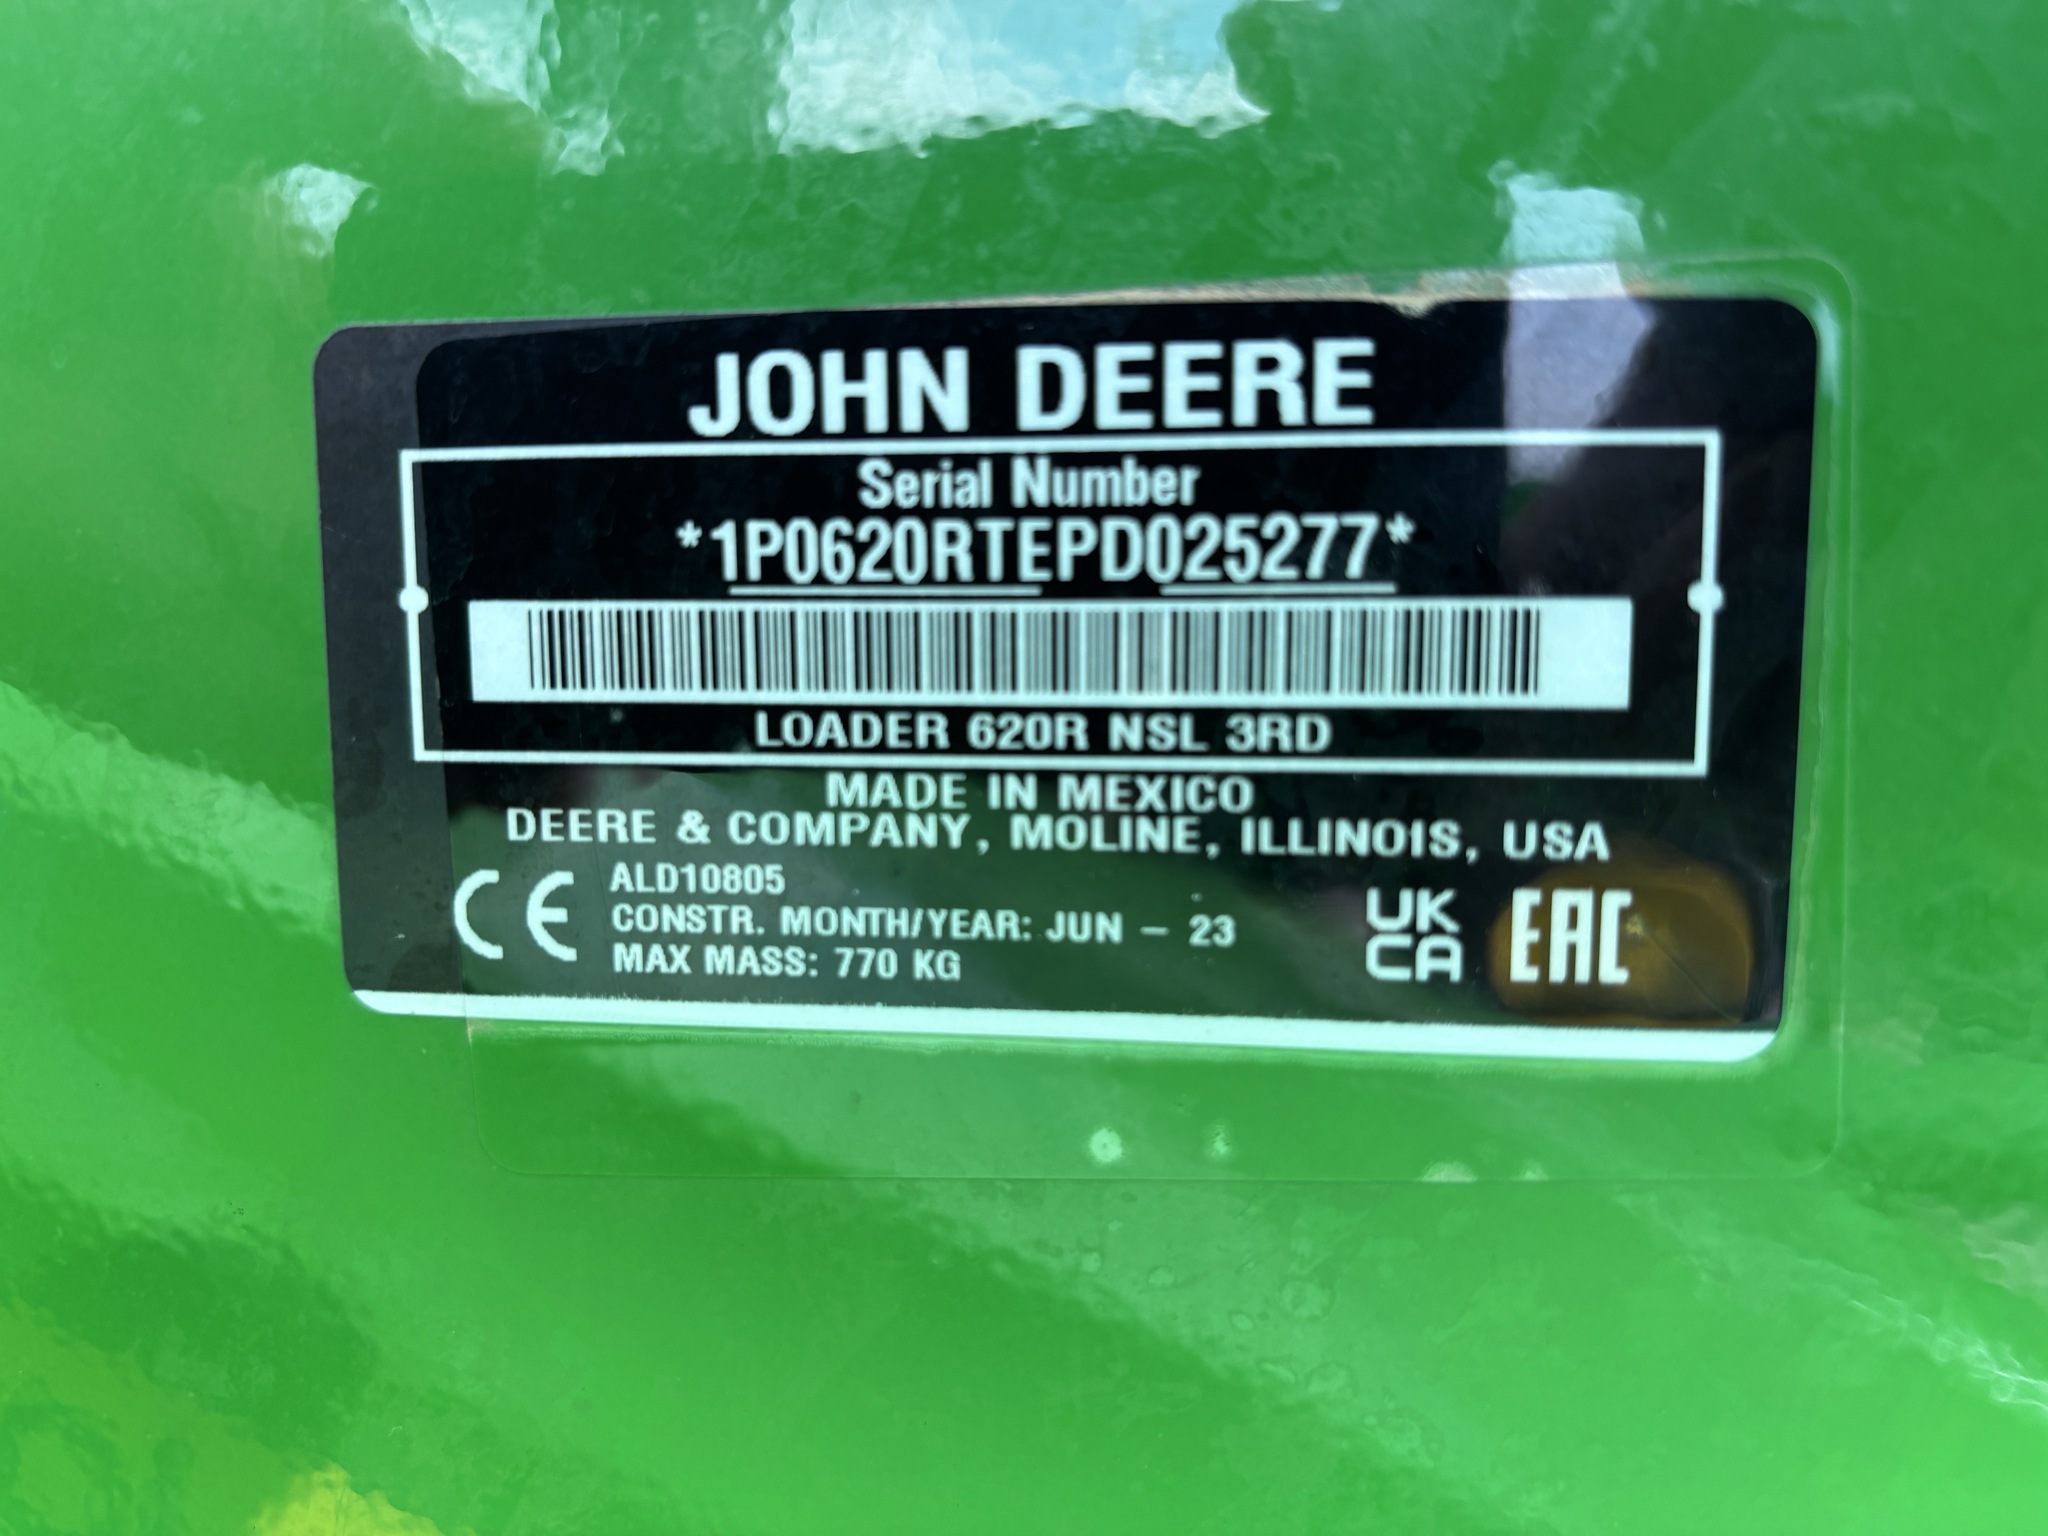 JOHN DEERE
Serial Number
*1P0620RTEPD025277*
LOADER 620R NSL 3RD
MADE IN MEXICO
DEERE & COMPANY, MOLINE, ILLINOIS, USA
CE
ALD10805
CONSTR. MONTH/YEAR: JUN – 23
MAX MASS: 770 KG
UK
CA
EAC